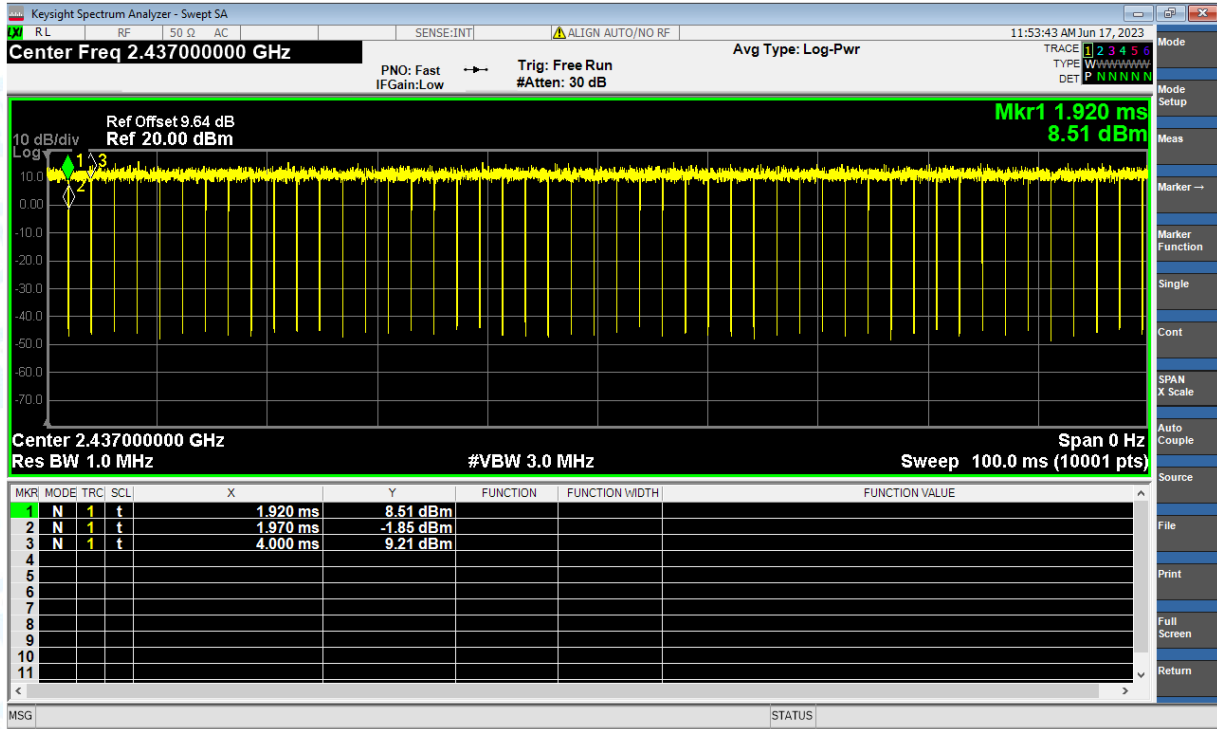 Keysight Spectrum Analyzer - Swept SA
LXI RL RF 50 Ω AC SENSE:INT ALIGN AUTO/NO RF 11:53:43 AM Jun 17, 2023
Center Freq 2.437000000 GHz
PNO: Fast
IFGain:Low
Trig: Free Run
#Atten: 30 dB
Avg Type: Log-Pwr
TRACE 1 2 3 4 5 6
TYPE WWWWWW
DET P N N N N N
Mkr1 1.920 ms
8.51 dBm
Ref Offset 9.64 dB
10 dB/div Ref 20.00 dBm
Log
1
2
3
10.0
0.00
-10.0
-20.0
-30.0
-40.0
-50.0
-60.0
-70.0
Center 2.437000000 GHz Span 0 Hz
Res BW 1.0 MHz #VBW 3.0 MHz Sweep 100.0 ms (10001 pts)
MKR MODE TRC SCL X Y FUNCTION FUNCTION WIDTH FUNCTION VALUE
1 N 1 t 1.920 ms 8.51 dBm
2 N 1 t 1.970 ms -1.85 dBm
3 N 1 t 4.000 ms 9.21 dBm
4
5
6
7
8
9
10
11
MSG STATUS
Mode
Mode
Setup
Meas
Marker →
Marker
Function
Single
Cont
SPAN
X Scale
Auto
Couple
Source
File
Print
Full
Screen
Return